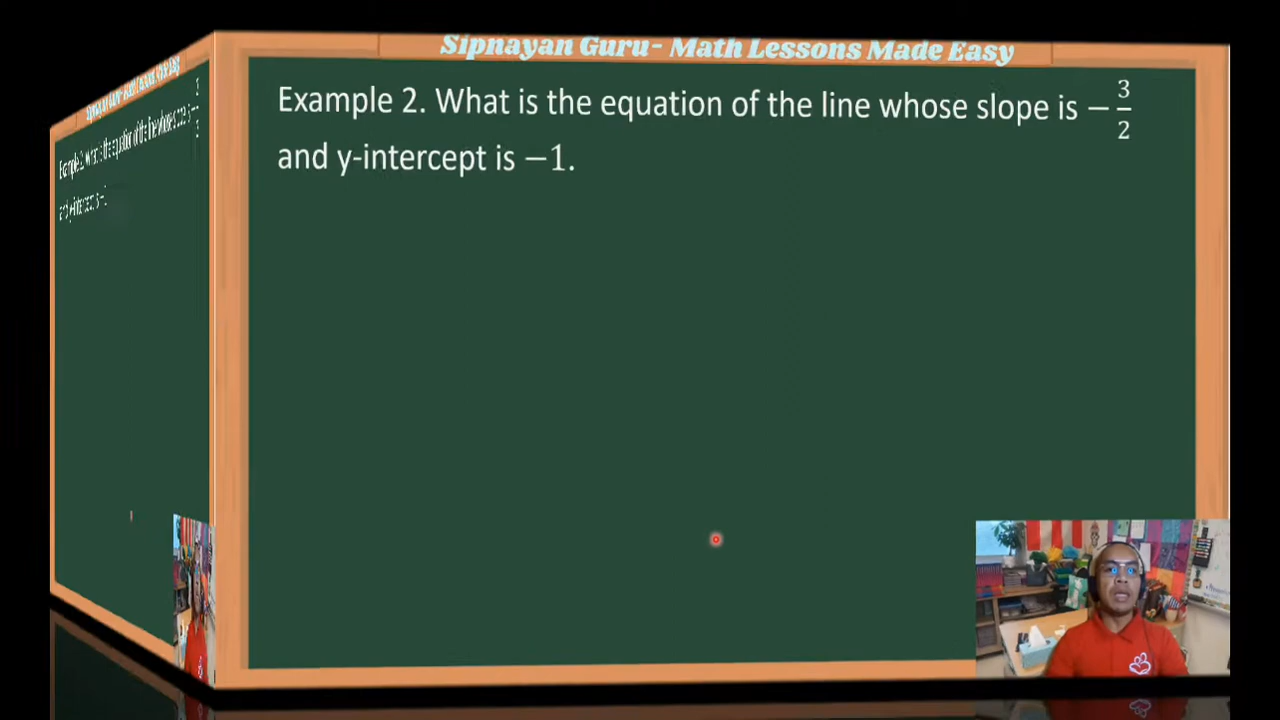 Sipnayan Guru- Math Lessons Made Easy
Example 2. What is the equation of the line whose slope is −3/2
and y-intercept is −1.